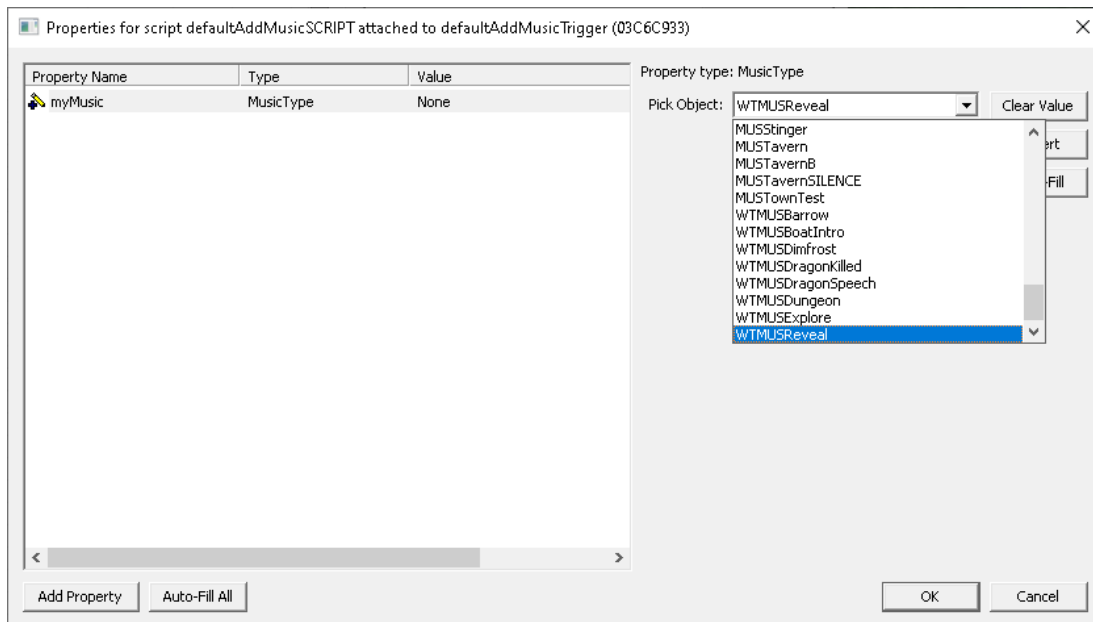 Properties for script defaultAddMusicSCRIPT attached to defaultAddMusicTrigger (03C6C933)
Property Name Type Value
myMusic MusicType None
Property type: MusicType
Pick Object: WTMUSReveal Clear Value
MUSStinger
MUSTavern
MUSTavernB
MUSTavernSILENCE
MUSTownTest
WTMUSBarrow
WTMUSBoatIntro
WTMUSDimfrost
WTMUSDragonKilled
WTMUSDragonSpeech
WTMUSDungeon
WTMUSExplore
WTMUSReveal
ert
-Fill
Add Property Auto-Fill All OK Cancel